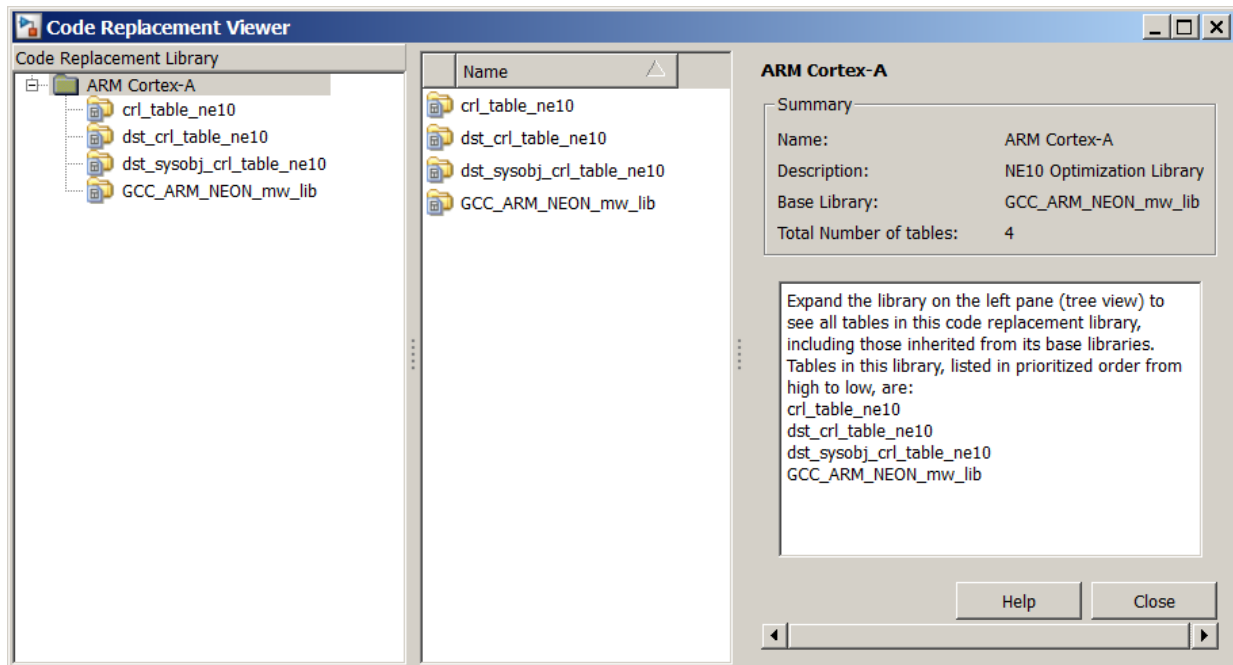 Code Replacement Viewer
Code Replacement Library
ARM Cortex-A
crl_table_ne10
dst_crl_table_ne10
dst_sysobj_crl_table_ne10
GCC_ARM_NEON_mw_lib
Name
crl_table_ne10
dst_crl_table_ne10
dst_sysobj_crl_table_ne10
GCC_ARM_NEON_mw_lib
ARM Cortex-A
Summary
Name: ARM Cortex-A
Description: NE10 Optimization Library
Base Library: GCC_ARM_NEON_mw_lib
Total Number of tables: 4
Expand the library on the left pane (tree view) to
see all tables in this code replacement library,
including those inherited from its base libraries.
Tables in this library, listed in prioritized order from
high to low, are:
crl_table_ne10
dst_crl_table_ne10
dst_sysobj_crl_table_ne10
GCC_ARM_NEON_mw_lib
Help Close